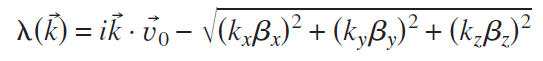 λ(k⃗) = ik⃗ · v⃗₀ − √(kₓβₓ)² + (k_yβ_y)² + (k_zβ_z)²